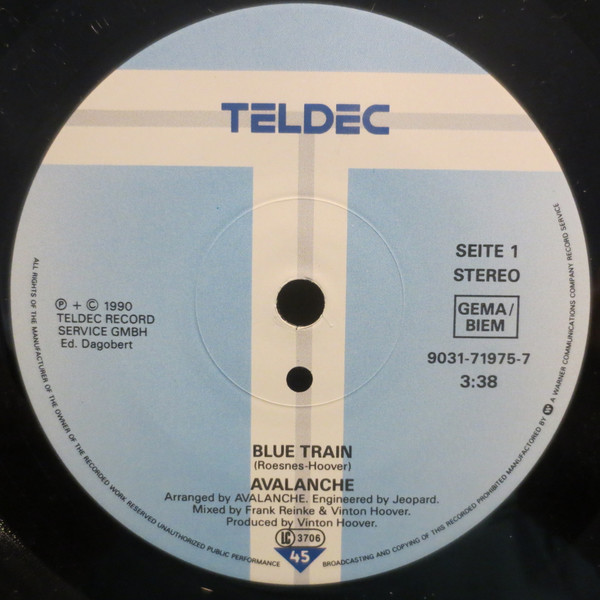 TELDEC
SEITE 1
STEREO
GEMA/
BIEM
9031-71975-7
3:38
Ⓟ + © 1990
TELDEC RECORD
SERVICE GMBH
Ed. Dagobert
BLUE TRAIN
(Roesnes-Hoover)
AVALANCHE
Arranged by AVALANCHE. Engineered by Jeopard.
Mixed by Frank Reinke & Vinton Hoover.
Produced by Vinton Hoover.
LC 3706
45
ALL RIGHTS OF THE MANUFACTURER OF THE OWNER OF THE RECORDED WORK RESERVED UNAUTHORIZED PUBLIC PERFORMANCE BROADCASTING AND COPYING OF THIS RECORD PROHIBITED MANUFACTURED BY W A WARNER COMMUNICATIONS COMPANY RECORD SERVICE